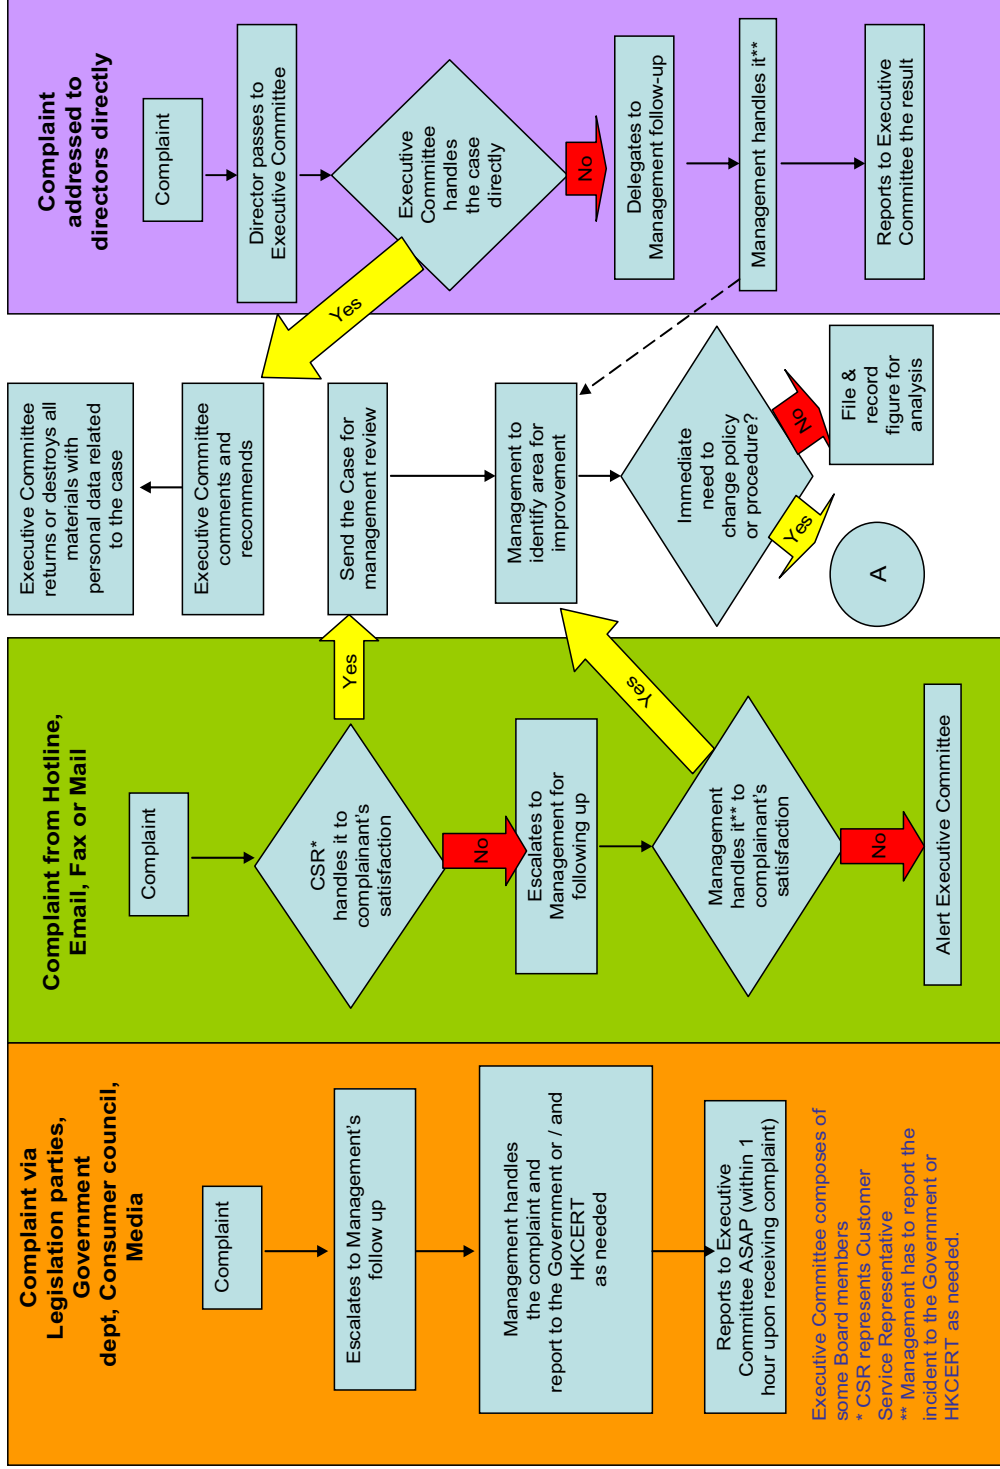 Complaint via
Legislation parties,
Government
dept, Consumer council,
Media
Complaint
Escalates to Management's
follow up
Management handles
the complaint and
report to the Government or / and
HKCERT
as needed
Reports to Executive
Committee ASAP (within 1
hour upon receiving complaint)
Executive Committee composes of
some Board members
* CSR represents Customer
Service Representative
** Management has to report the
incident to the Government or
HKCERT as needed.
Complaint from Hotline,
Email, Fax or Mail
Complaint
CSR*
handles it to
complainant's
satisfaction
Yes
No
Escalates to
Management for
following up
Management
handles it** to
complainant's
satisfaction
Yes
No
Alert Executive Committee
Executive Committee
returns or destroys all
materials with
personal data related
to the case
Executive Committee
comments and
recommends
Send the Case for
management review
Management to
identify area for
improvement
Immediate
need to
change policy
or procedure?
Yes
No
A
File &
record
figure for
analysis
Complaint
addressed to
directors directly
Complaint
Director passes to
Executive Committee
Executive
Committee
handles
the case
directly
Yes
No
Delegates to
Management follow-up
Management handles it**
Reports to Executive
Committee the result